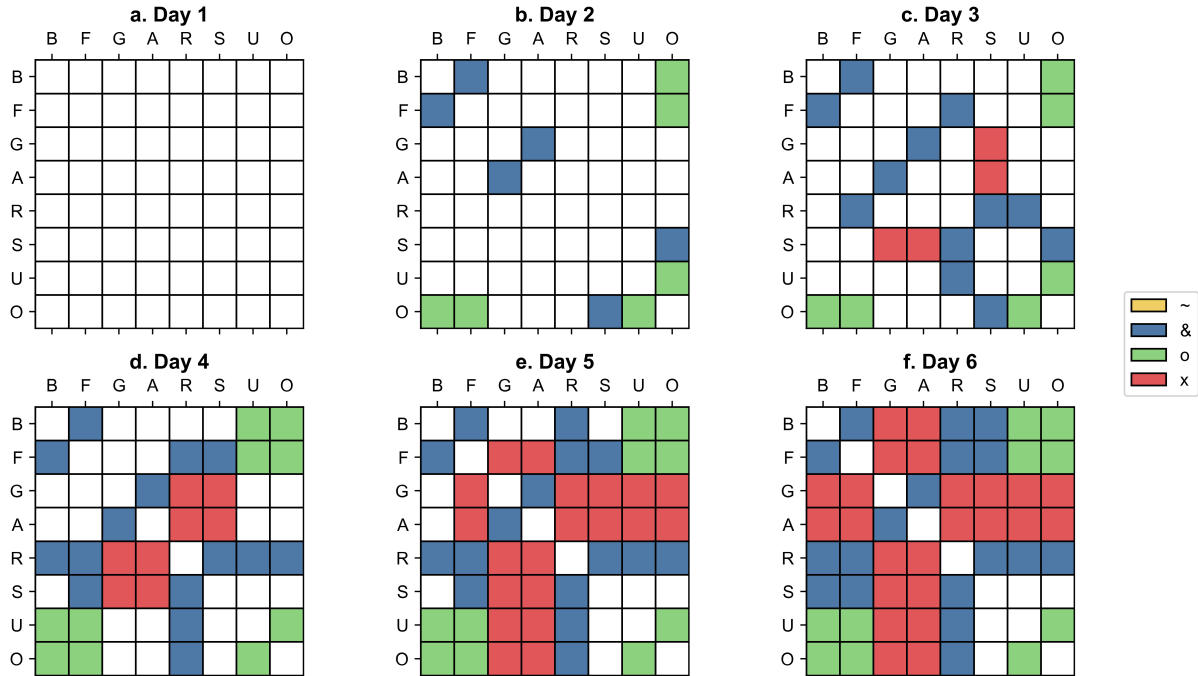 a. Day 1
B F G A R S U O
B
F
G
A
R
S
U
O
b. Day 2
B F G A R S U O
B
F
G
A
R
S
U
O
c. Day 3
B F G A R S U O
B
F
G
A
R
S
U
O
~
&
o
x
d. Day 4
B F G A R S U O
B
F
G
A
R
S
U
O
e. Day 5
B F G A R S U O
B
F
G
A
R
S
U
O
f. Day 6
B F G A R S U O
B
F
G
A
R
S
U
O